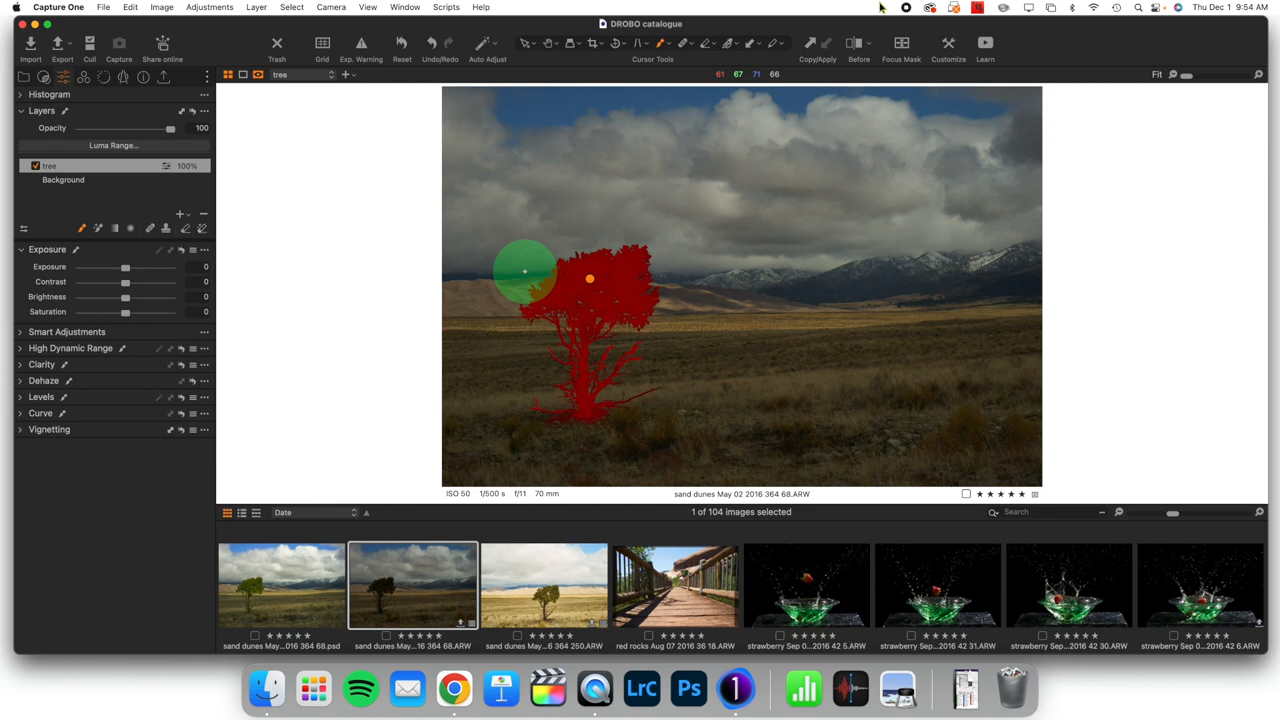 Capture One File Edit Image Adjustments Layer Select Camera View Window Scripts Help Thu Dec 1 9:54 AM
DROBO catalogue
Import Export Cull Capture Share online Trash Grid Exp. Warning Reset Undo/Redo Auto Adjust Cursor Tools Copy/Apply Before Focus Mask Customize Learn
tree 61 67 71 66 Fit
Histogram
Layers
Opacity 100
Luma Range...
tree 100%
Background
Exposure
Exposure 0
Contrast 0
Brightness 0
Saturation 0
Smart Adjustments
High Dynamic Range
Clarity
Dehaze
Levels
Curve
Vignetting
ISO 50 1/500 s f/11 70 mm sand dunes May 02 2016 364 68.ARW
Date 1 of 104 images selected Search
sand dunes May...016 364 68.psd sand dunes May...16 364 68.ARW sand dunes May...6 364 250.ARW red rocks Aug 07 2016 36 18.ARW strawberry Sep 0...2016 42 5.ARW strawberry Sep...2016 42 31.ARW strawberry Sep...2016 42 30.ARW strawberry Sep 0...2016 42 6.ARW
LrC Ps 1